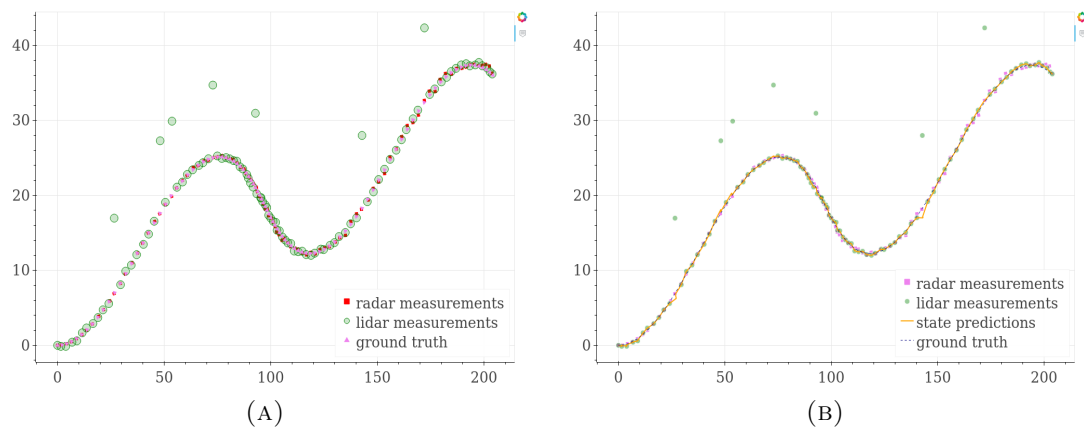 40
30
20
10
0
0
50
100
150
200
radar measurements
lidar measurements
ground truth
(A)
40
30
20
10
0
0
50
100
150
200
radar measurements
lidar measurements
state predictions
ground truth
(B)